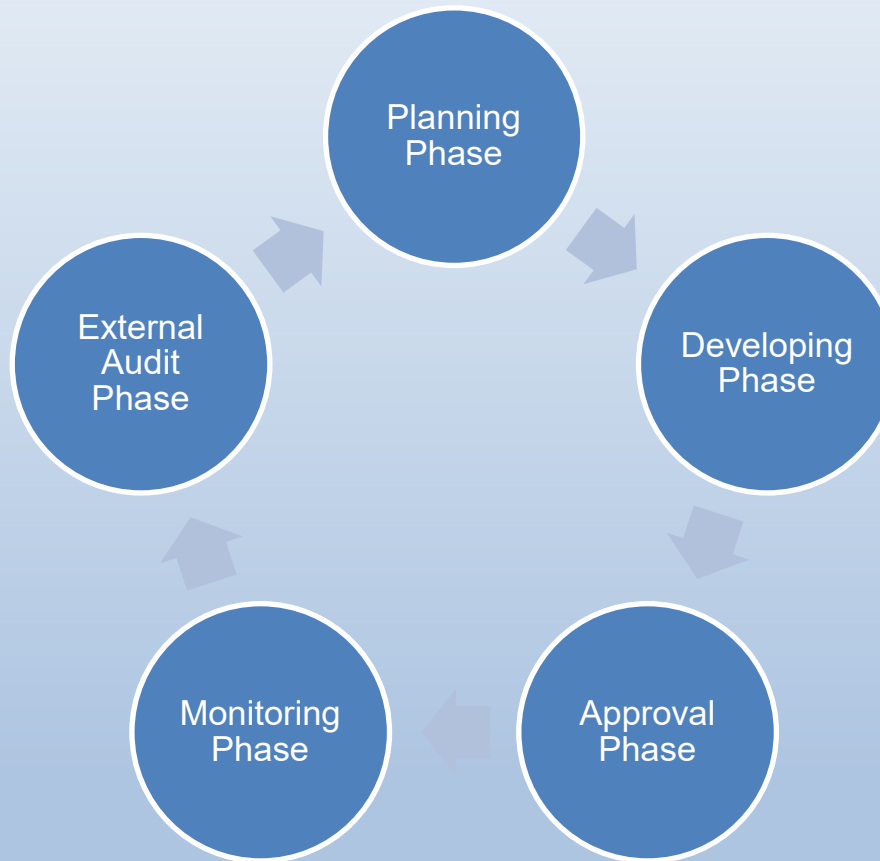 Planning
Phase
Developing
Phase
Approval
Phase
Monitoring
Phase
External
Audit
Phase